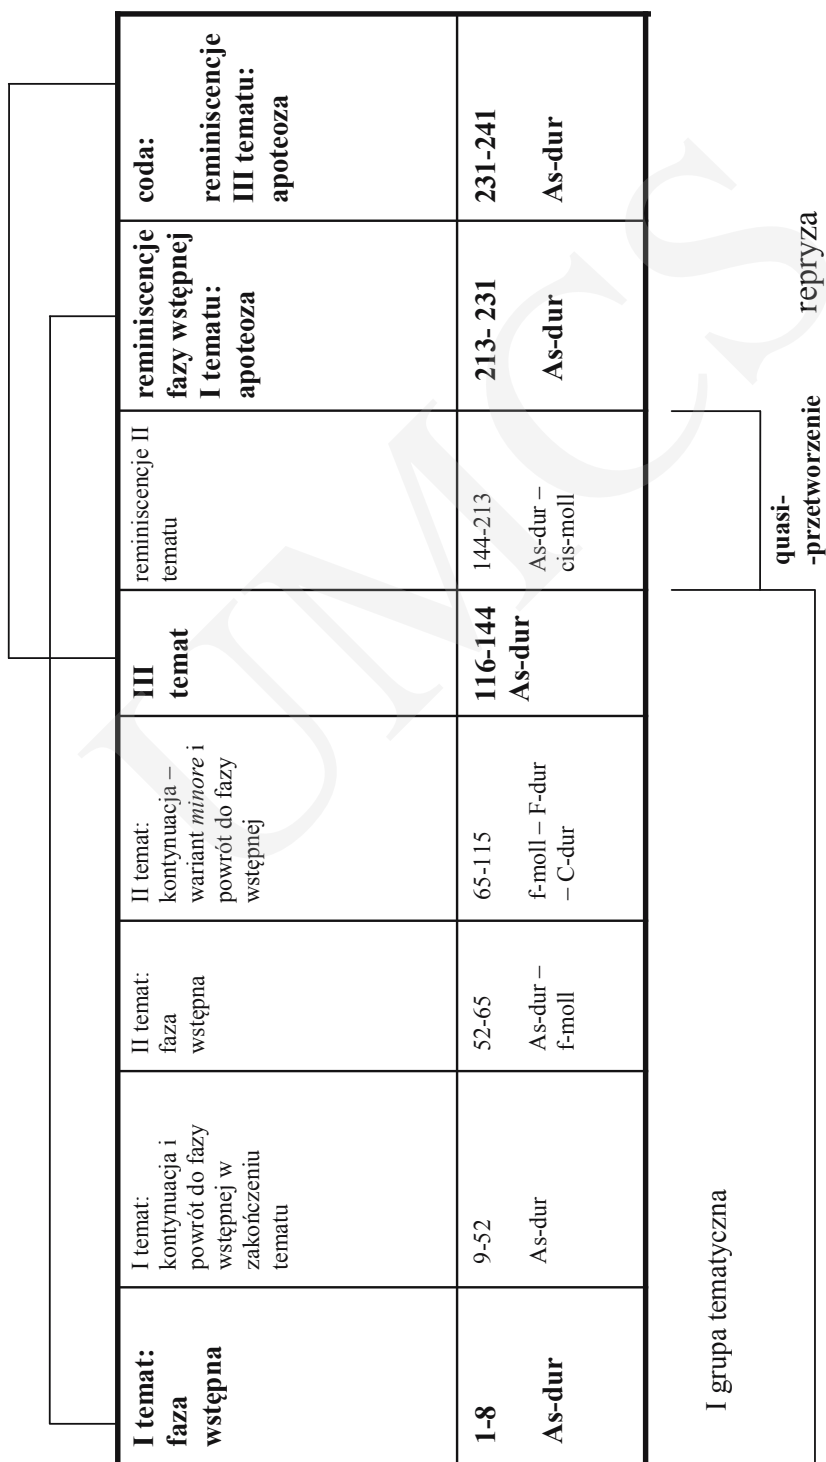 I temat:
faza
wstępna
1-8
As-dur
I temat:
kontynuacja i
powrót do fazy
wstępnej w
zakończeniu
tematu
9-52
As-dur
II temat:
faza
wstępna
52-65
As-dur –
f-moll
II temat:
kontynuacja –
wariant minore i
powrót do fazy
wstępnej
65-115
f-moll – F-dur
– C-dur
III
temat
116-144
As-dur
reminiscencje II
tematu
144-213
As-dur –
cis-moll
reminiscencje
fazy wstępnej
I tematu:
apoteoza
213- 231
As-dur
coda:
reminiscencje
III tematu:
apoteoza
231-241
As-dur
I grupa tematyczna
quasi-
-przetworzenie
repryza
UMCS